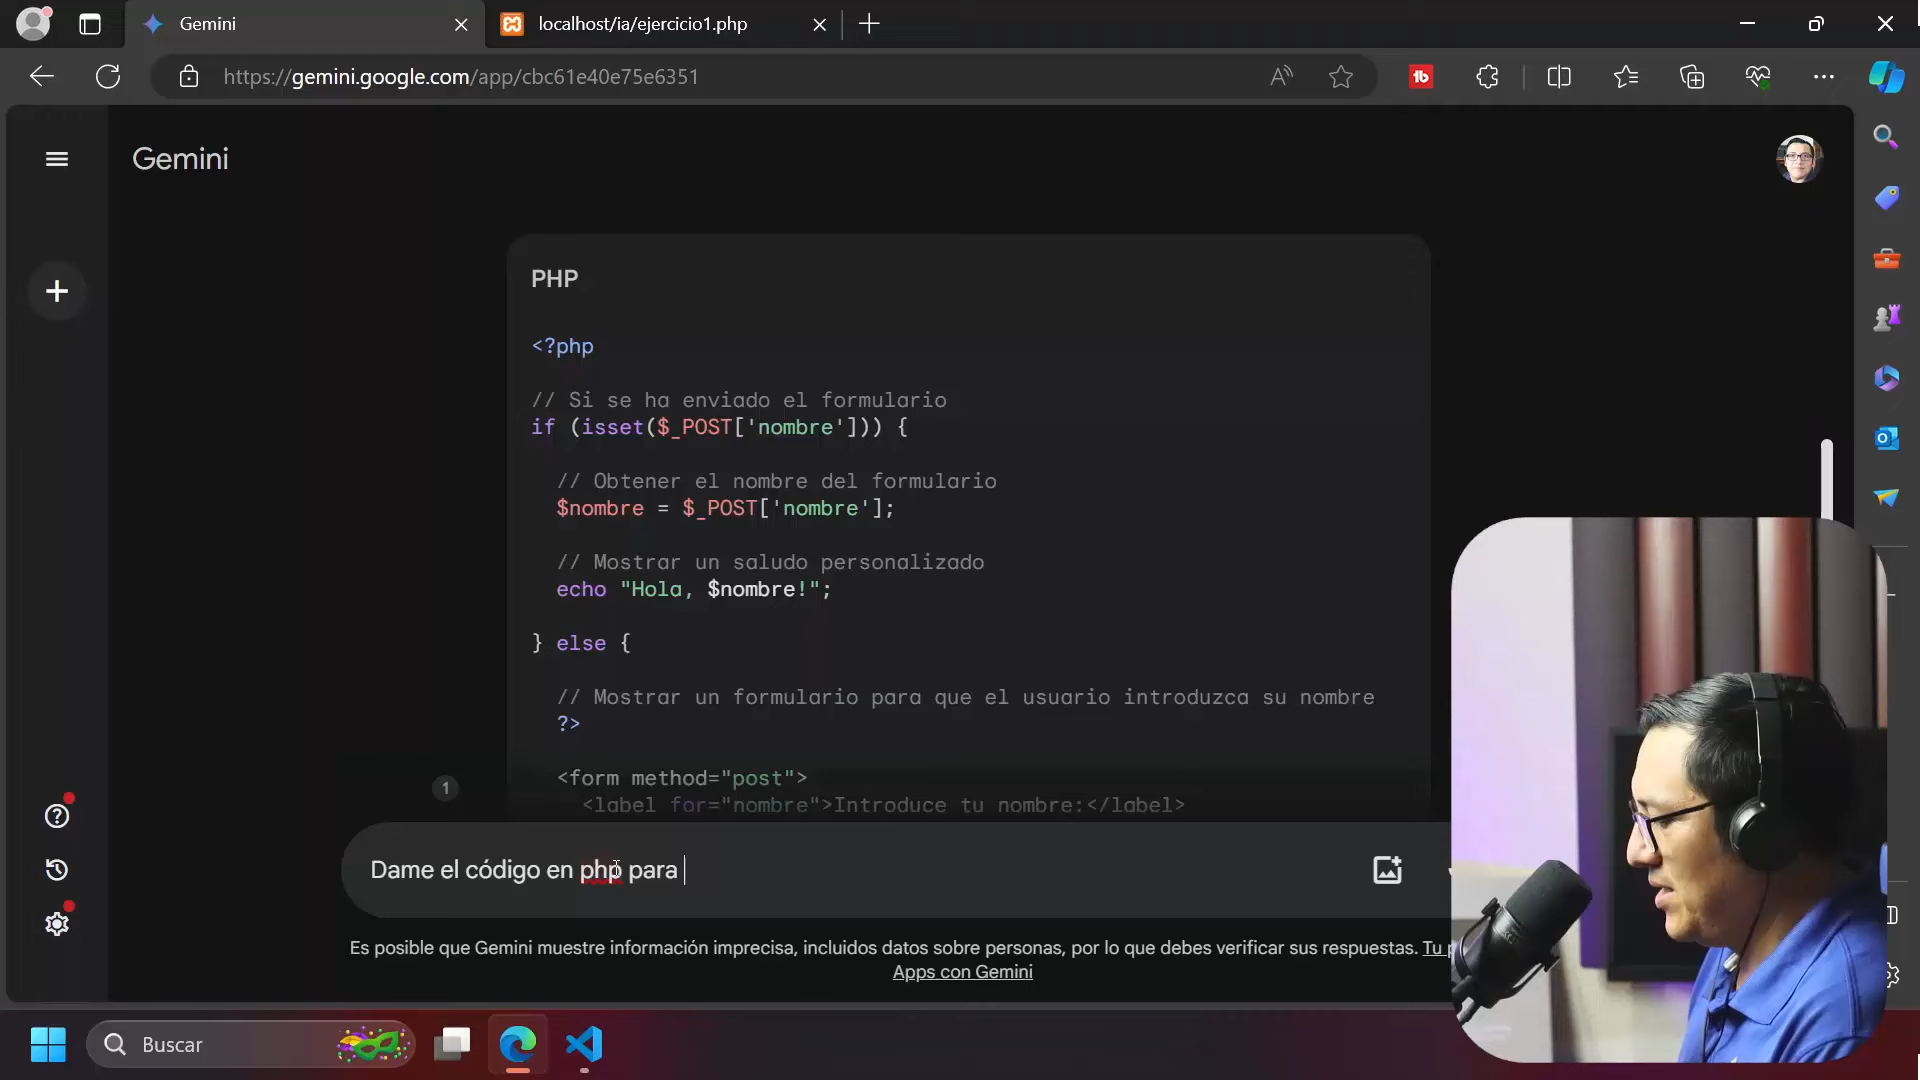 Gemini
localhost/ia/ejercicio1.php
https://gemini.google.com/app/cbc61e40e75e6351
Gemini
PHP
<?php
// Si se ha enviado el formulario
if (isset($_POST['nombre'])) {
// Obtener el nombre del formulario
$nombre = $_POST['nombre'];
// Mostrar un saludo personalizado
echo "Hola, $nombre!";
} else {
// Mostrar un formulario para que el usuario introduzca su nombre
?>
<form method="post">
<label for="nombre">Introduce tu nombre:</label>
1
Dame el código en php para
Es posible que Gemini muestre información imprecisa, incluidos datos sobre personas, por lo que debes verificar sus respuestas. Tu
Apps con Gemini
Buscar